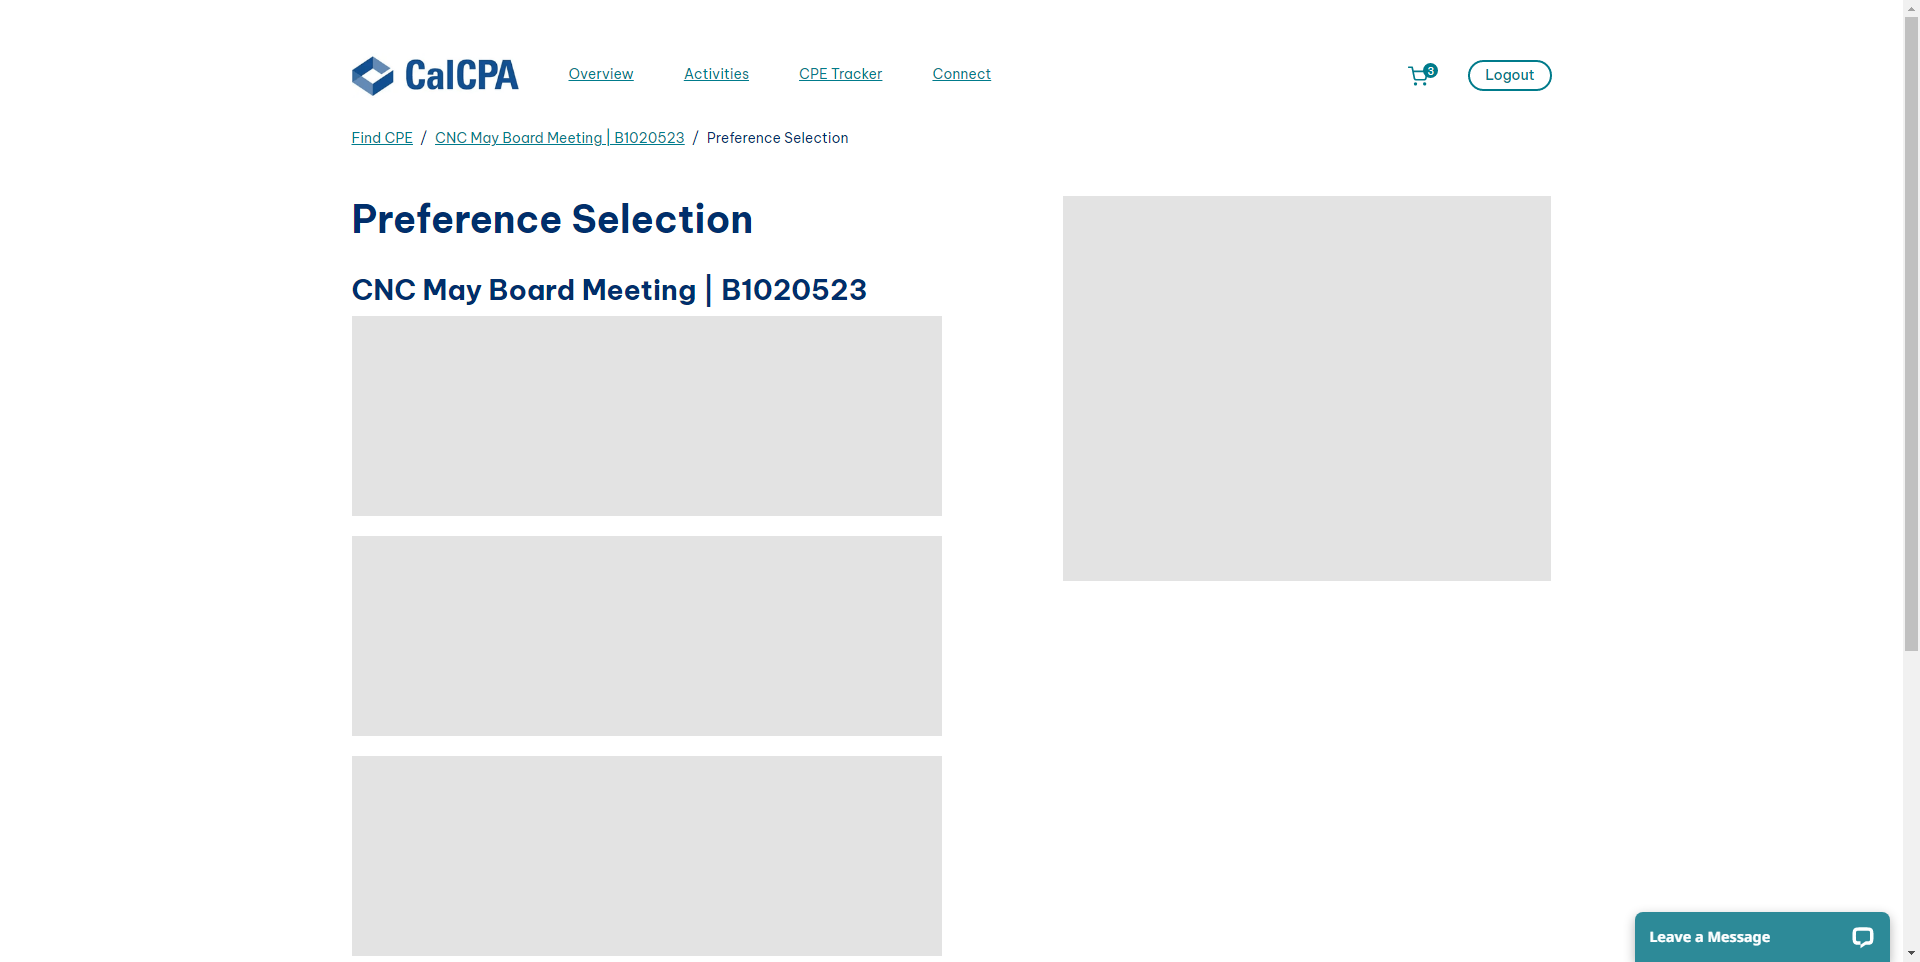 CalCPA
Overview
Activities
CPE Tracker
Connect
3
Logout
Find CPE / CNC May Board Meeting | B1020523 / Preference Selection
Preference Selection
CNC May Board Meeting | B1020523
Leave a Message